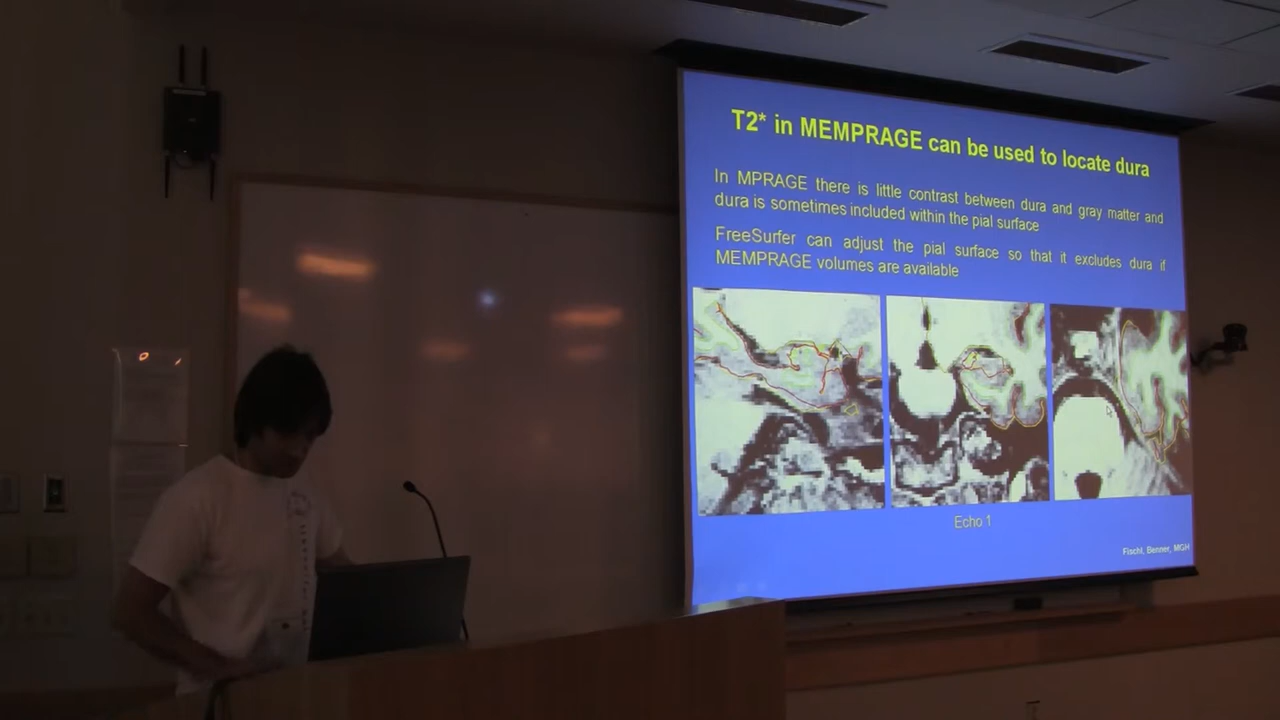 T2* in MEMPRAGE can be used to locate dura
In MPRAGE there is little contrast between dura and gray matter and
dura is sometimes included within the pial surface
FreeSurfer can adjust the pial surface so that it excludes dura if
MEMPRAGE volumes are available
Echo 1
Fischl, Benner, MGH